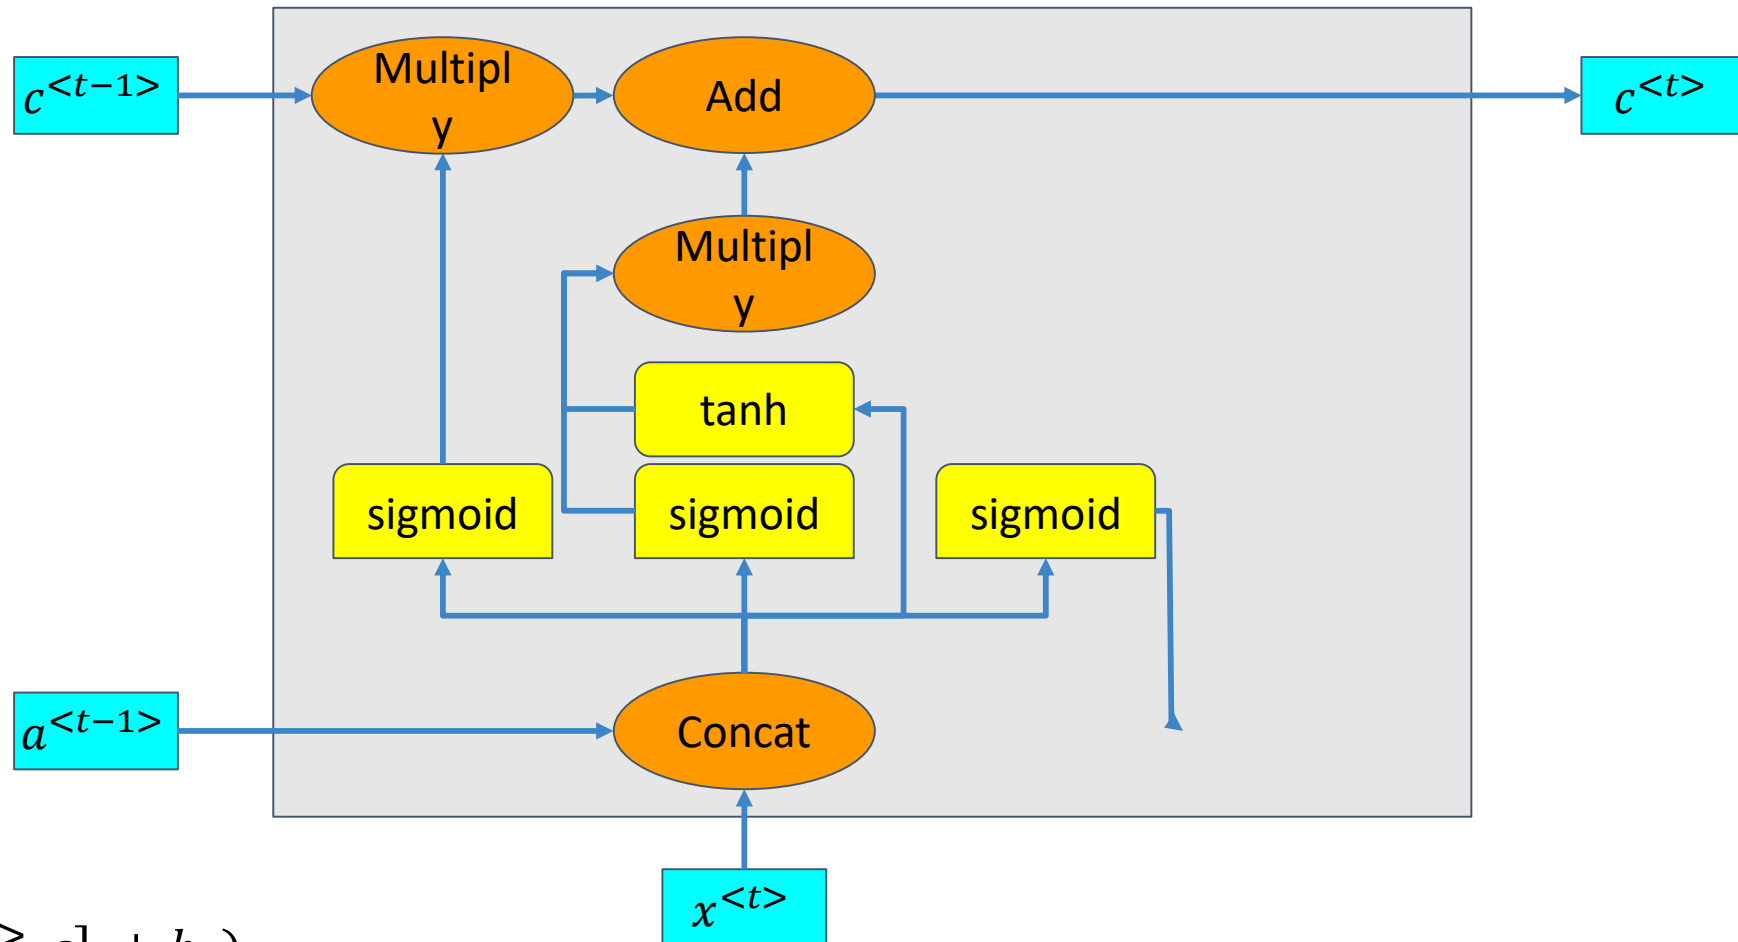 Multipl
y
Add
c<t−1>
c<t>
Multipl
y
tanh
sigmoid
sigmoid
sigmoid
a<t−1>
Concat
x<t>